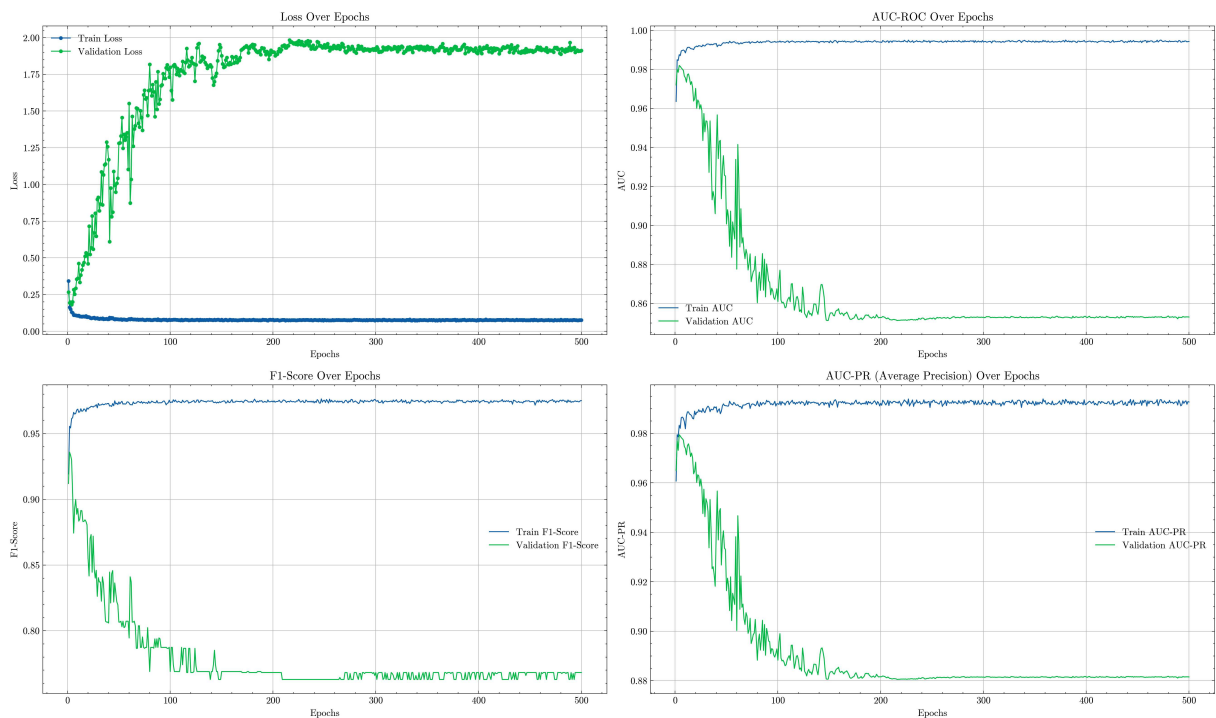 Loss Over Epochs
Train Loss
Validation Loss
2.00
1.75
1.50
1.25
1.00
0.75
0.50
0.25
0.00
Loss
0
100
200
300
400
500
Epochs
AUC-ROC Over Epochs
1.00
0.98
0.96
0.94
0.92
0.90
0.88
0.86
AUC
Train AUC
Validation AUC
0
100
200
300
400
500
Epochs
F1-Score Over Epochs
0.95
0.90
0.85
0.80
F1-Score
Train F1-Score
Validation F1-Score
0
100
200
300
400
500
Epochs
AUC-PR (Average Precision) Over Epochs
0.98
0.96
0.94
0.92
0.90
0.88
AUC-PR
Train AUC-PR
Validation AUC-PR
0
100
200
300
400
500
Epochs